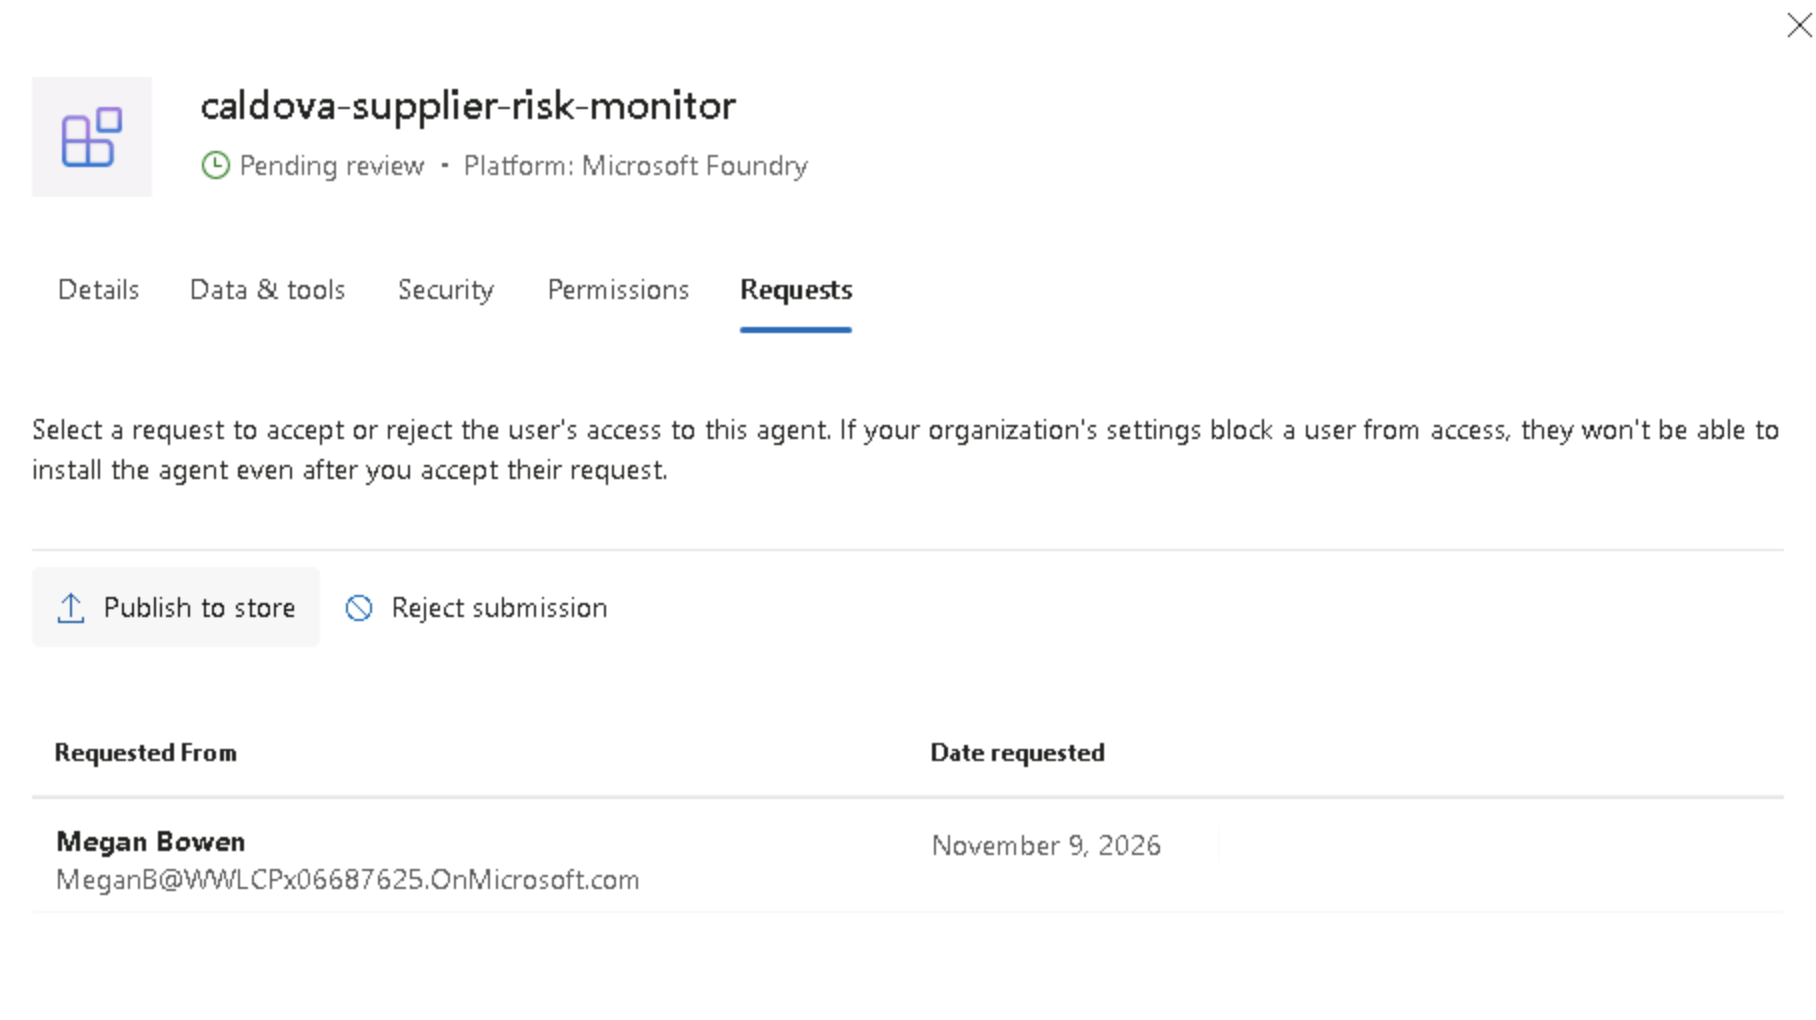 caldova-supplier-risk-monitor
Pending review • Platform: Microsoft Foundry
Details Data & tools Security Permissions Requests
Select a request to accept or reject the user's access to this agent. If your organization's settings block a user from access, they won't be able to
install the agent even after you accept their request.
Publish to store Reject submission
Requested From Date requested
Megan Bowen November 9, 2026
MeganB@WWLCPx06687625.OnMicrosoft.com